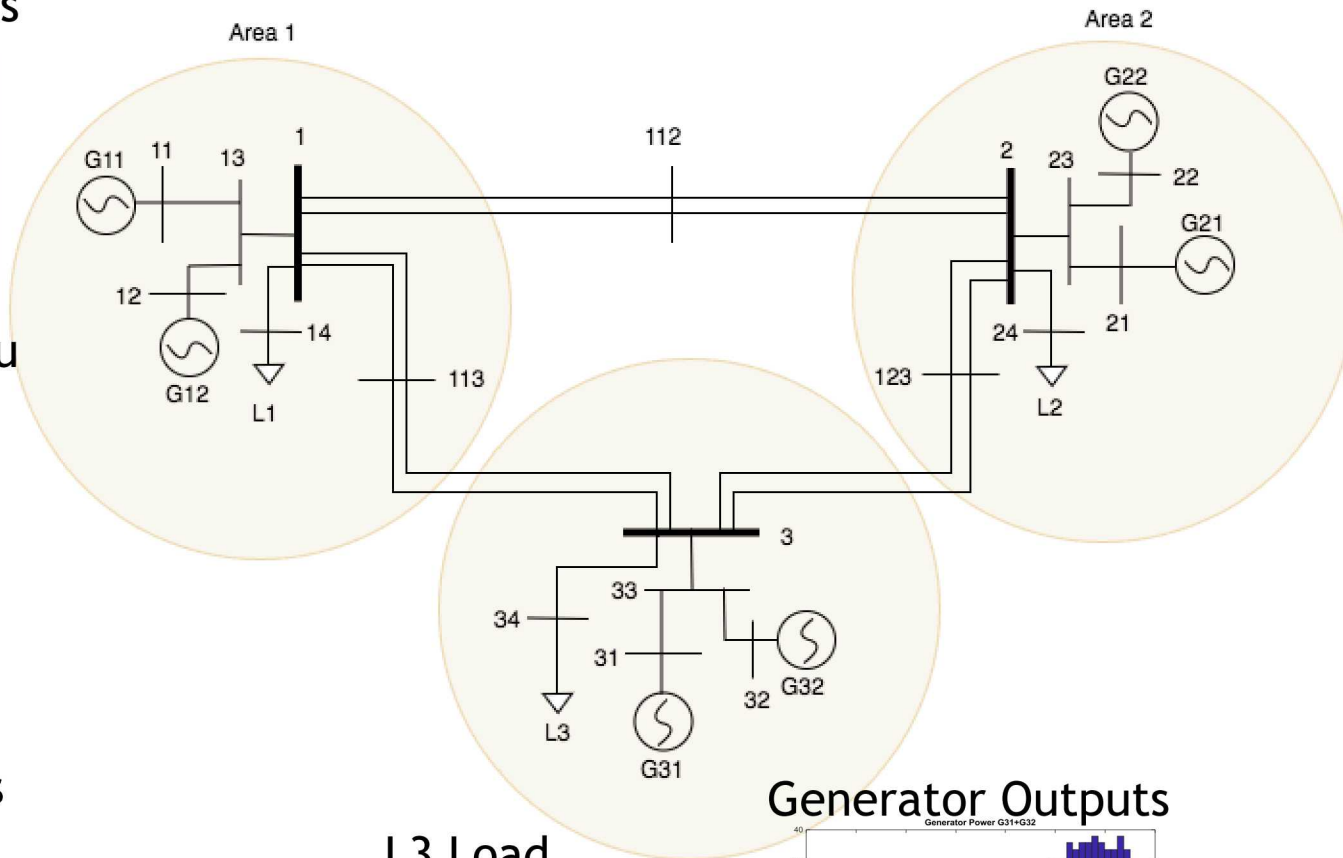 s
Area 1
Area 2
G22
1
112
2
23
22
G11
11
13
G21
12
14
24
21
u
G12
L1
113
123
L2
3
33
34
31
32
G32
L3
G31
s
Generator Outputs
Generator Power G31+G32
40
L3 Load